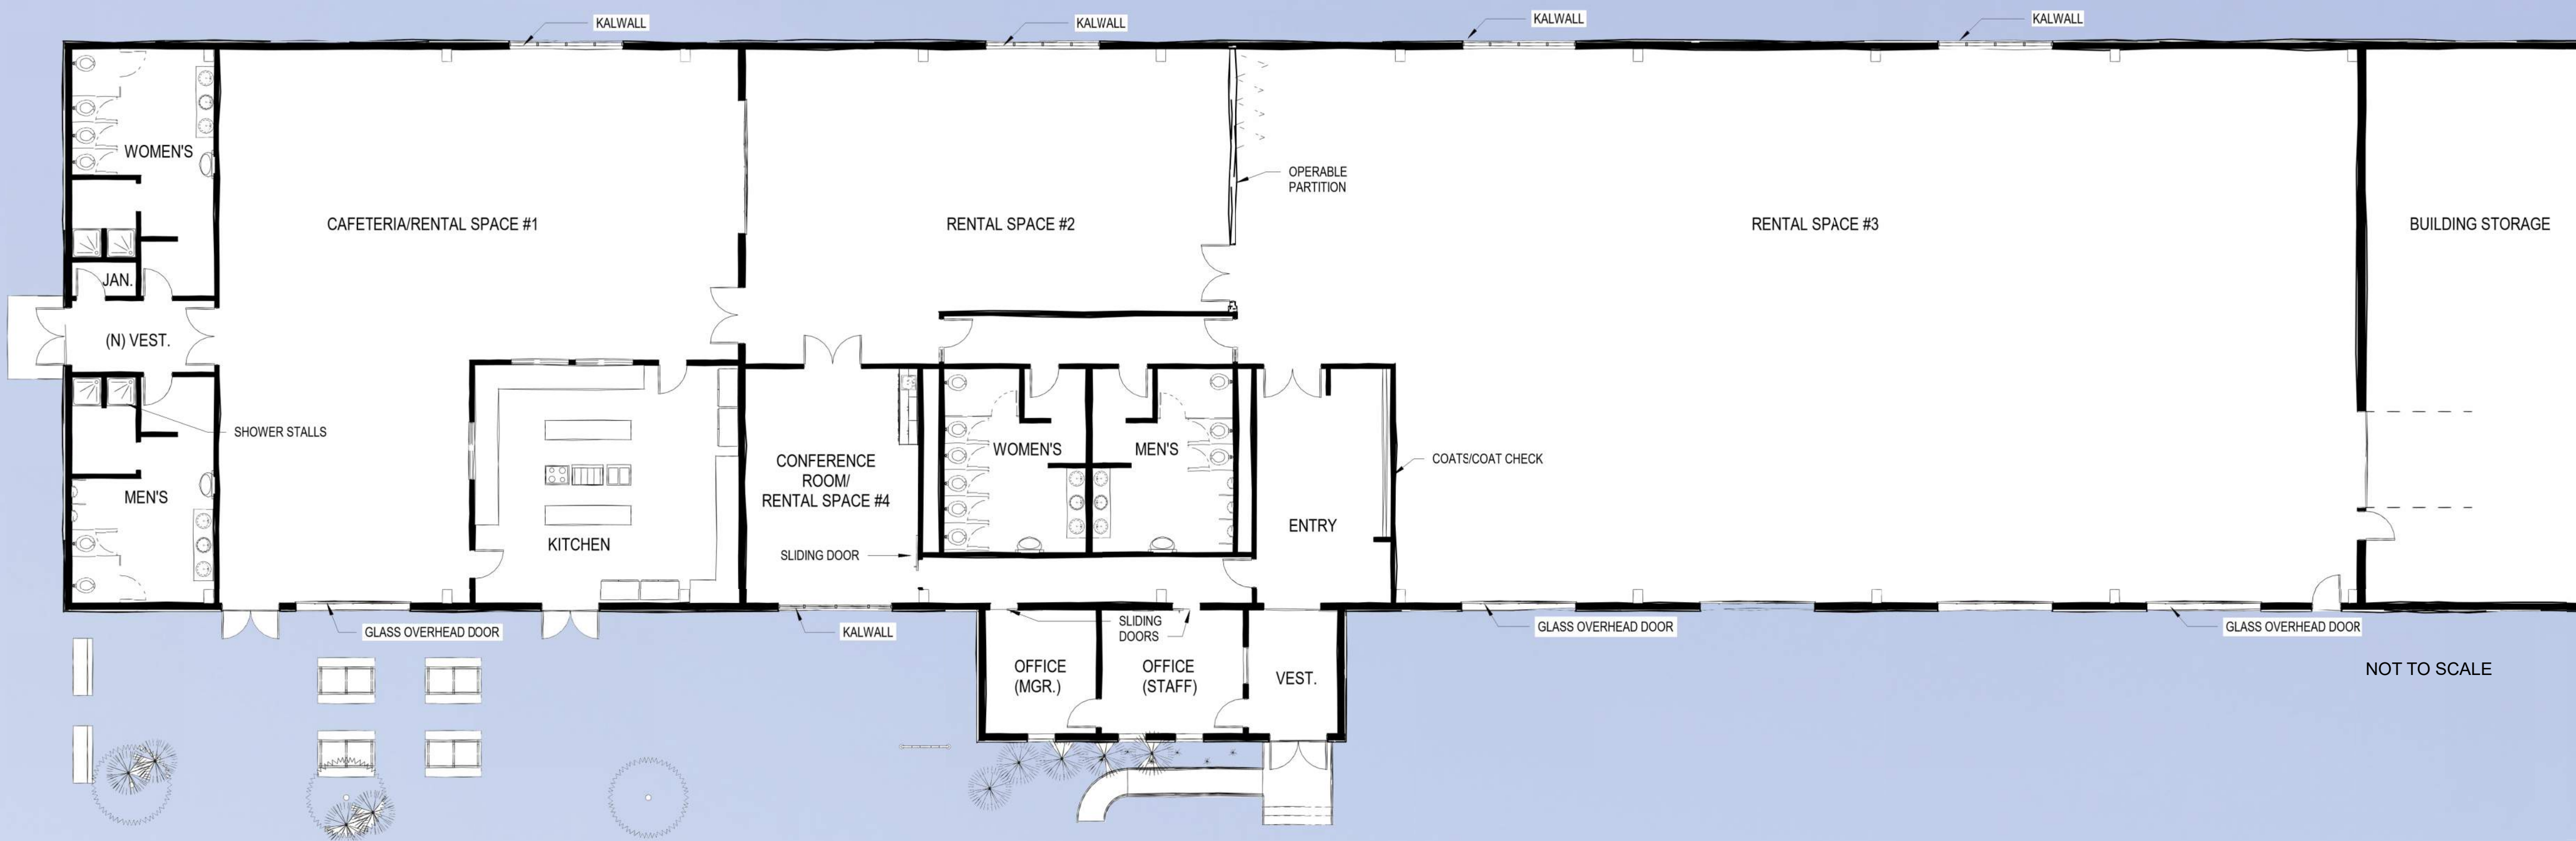 KALWALL
KALWALL
KALWALL
KALWALL
WOMEN'S
OPERABLE
PARTITION
CAFETERIA/RENTAL SPACE #1
RENTAL SPACE #2
RENTAL SPACE #3
BUILDING STORAGE
JAN.
(N) VEST.
SHOWER STALLS
MEN'S
KITCHEN
CONFERENCE
ROOM/
RENTAL SPACE #4
SLIDING DOOR
WOMEN'S
MEN'S
COATS/COAT CHECK
ENTRY
GLASS OVERHEAD DOOR
KALWALL
SLIDING
DOORS
GLASS OVERHEAD DOOR
GLASS OVERHEAD DOOR
OFFICE
(MGR.)
OFFICE
(STAFF)
VEST.
NOT TO SCALE